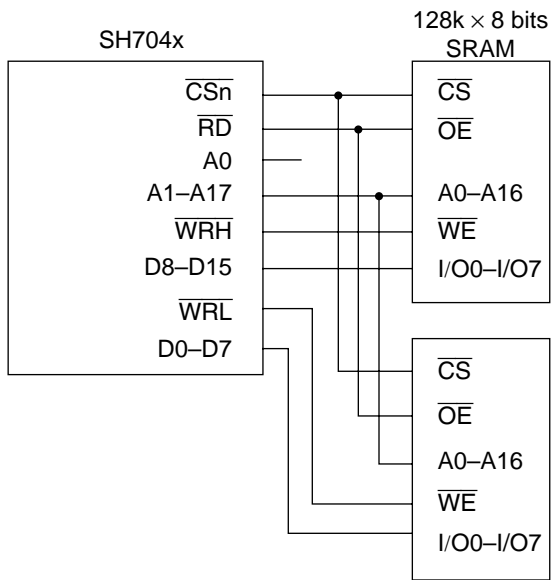 SH704x
CSn
RD
A0
A1–A17
WRH
D8–D15
WRL
D0–D7
128k × 8 bits
SRAM
CS
OE
A0–A16
WE
I/O0–I/O7
CS
OE
A0–A16
WE
I/O0–I/O7